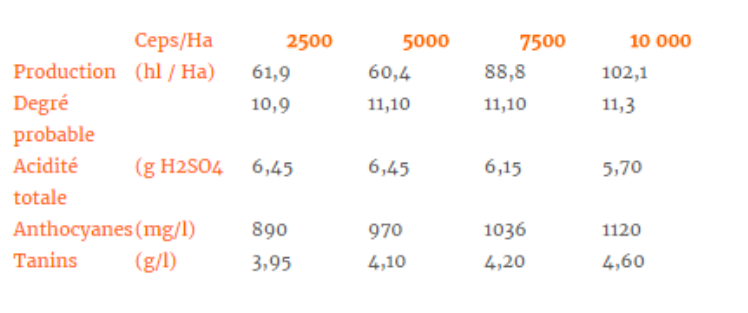 Ceps/Ha 2500 5000 7500 10 000
Production (hl / Ha) 61,9 60,4 88,8 102,1
Degré 10,9 11,10 11,10 11,3
probable
Acidité (g H2SO4 6,45 6,45 6,15 5,70
totale
Anthocyanes (mg/l) 890 970 1036 1120
Tanins (g/l) 3,95 4,10 4,20 4,60